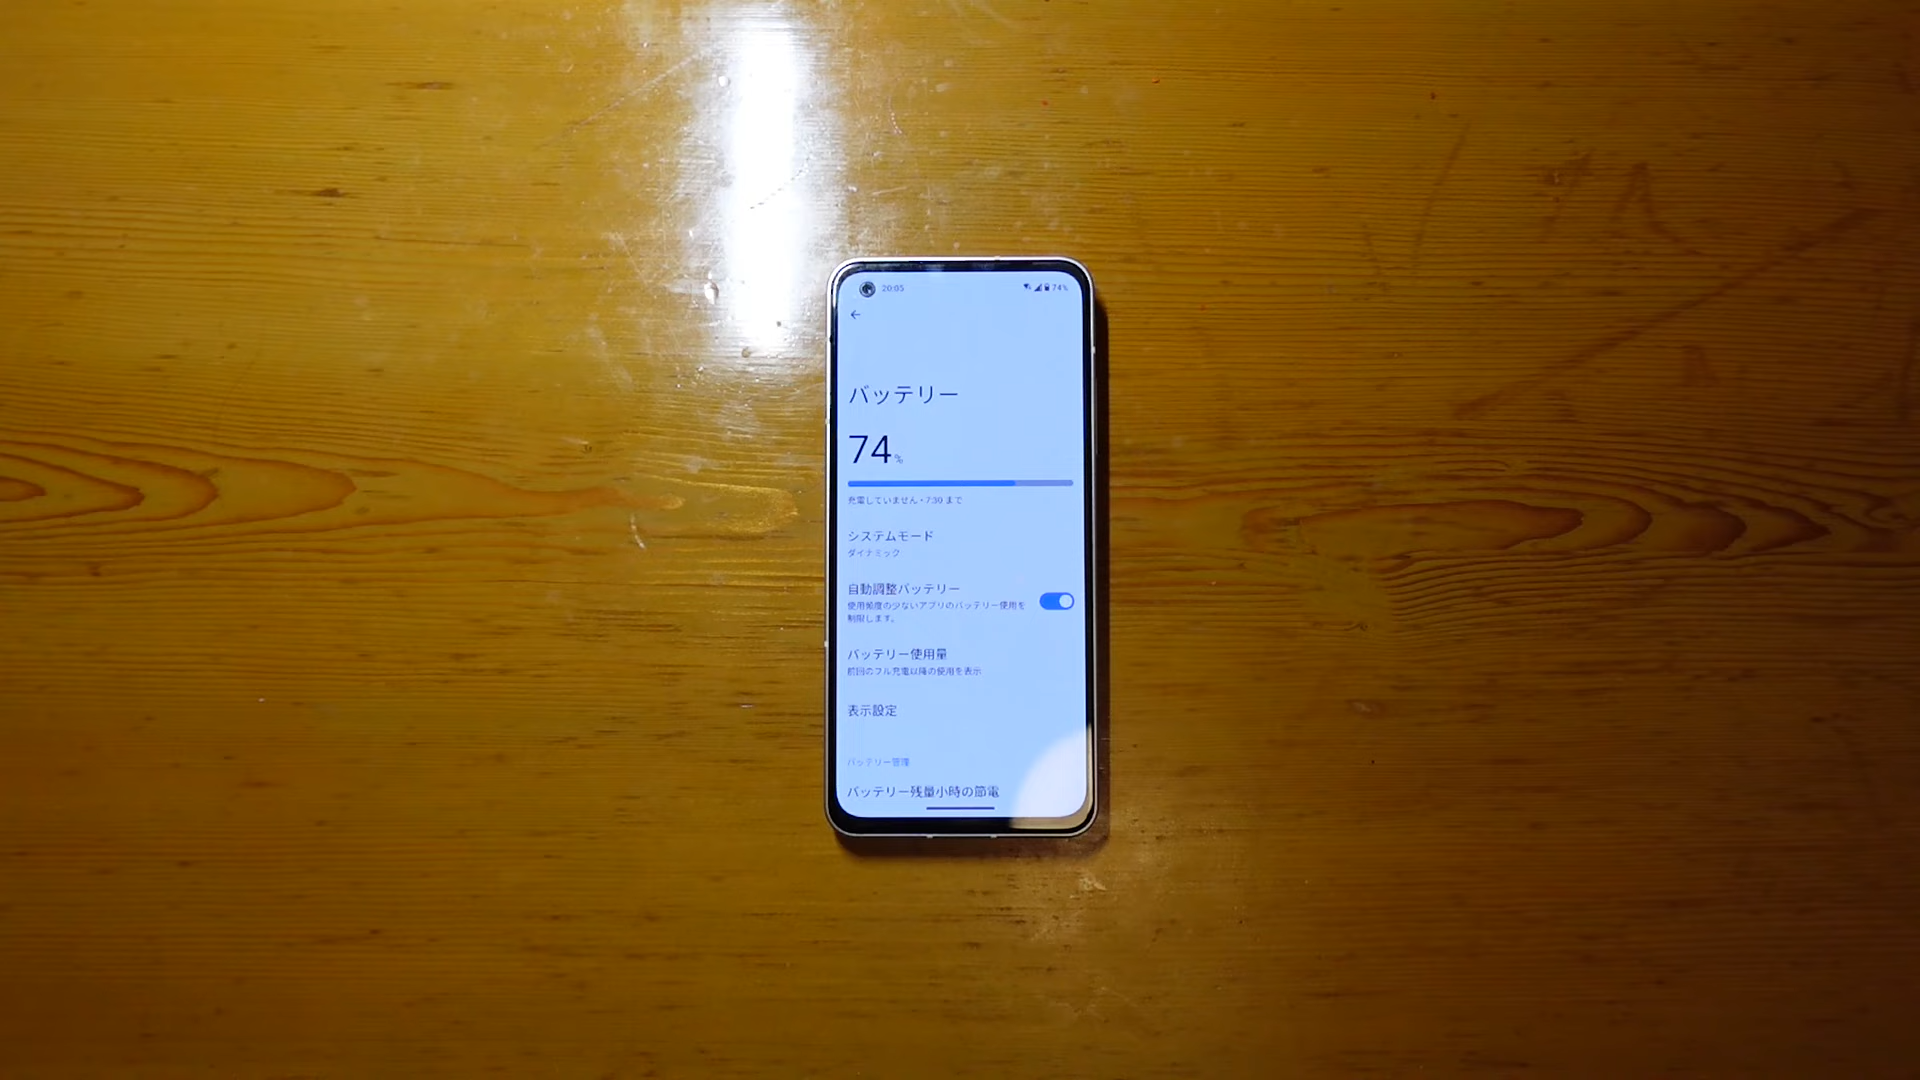 20:05
74%
バッテリー
74 %
充電していません • 7:30 まで
システムモード
ダイナミック
自動調整バッテリー
使用頻度の少ないアプリのバッテリー使用を
制限します。
バッテリー使用量
前回のフル充電以降の使用を表示
表示設定
バッテリー管理
バッテリー残量小時の節電